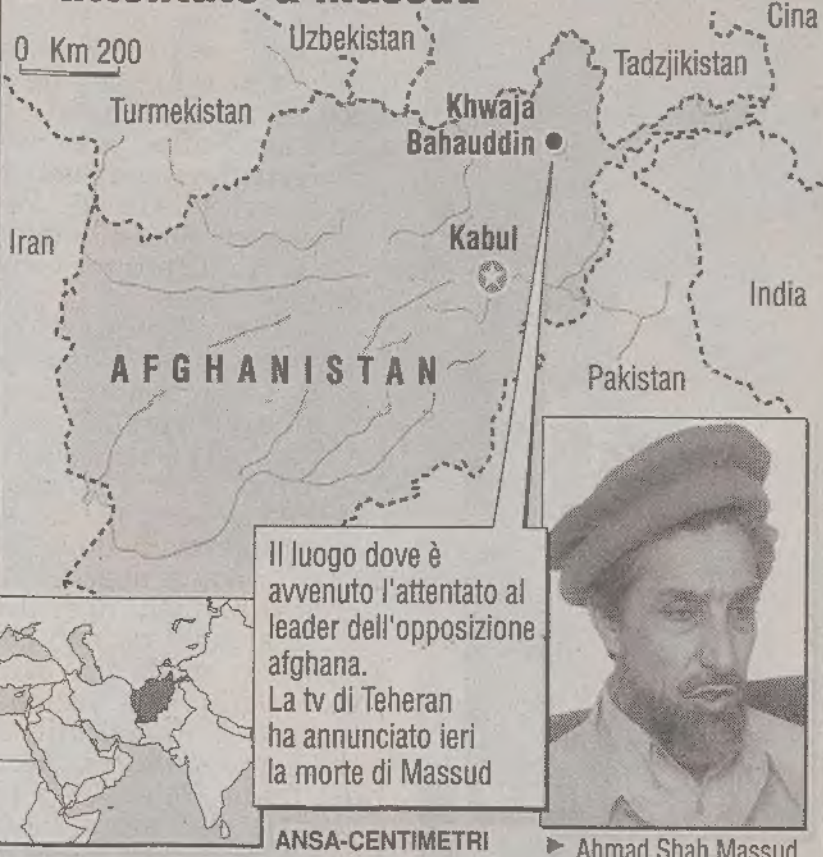 attentato a Massud
Cina
0 Km 200
Uzbekistan
Tadzjikistan
Turmekistan
Khwaja
Bahauddin
Iran
Kabul
India
AFGHANISTAN
Pakistan
Il luogo dove è
avvenuto l'attentato al
leader dell'opposizione
afghana.
La tv di Teheran
ha annunciato ieri
la morte di Massud
ANSA-CENTIMETRI
Ahmad Shah Massud